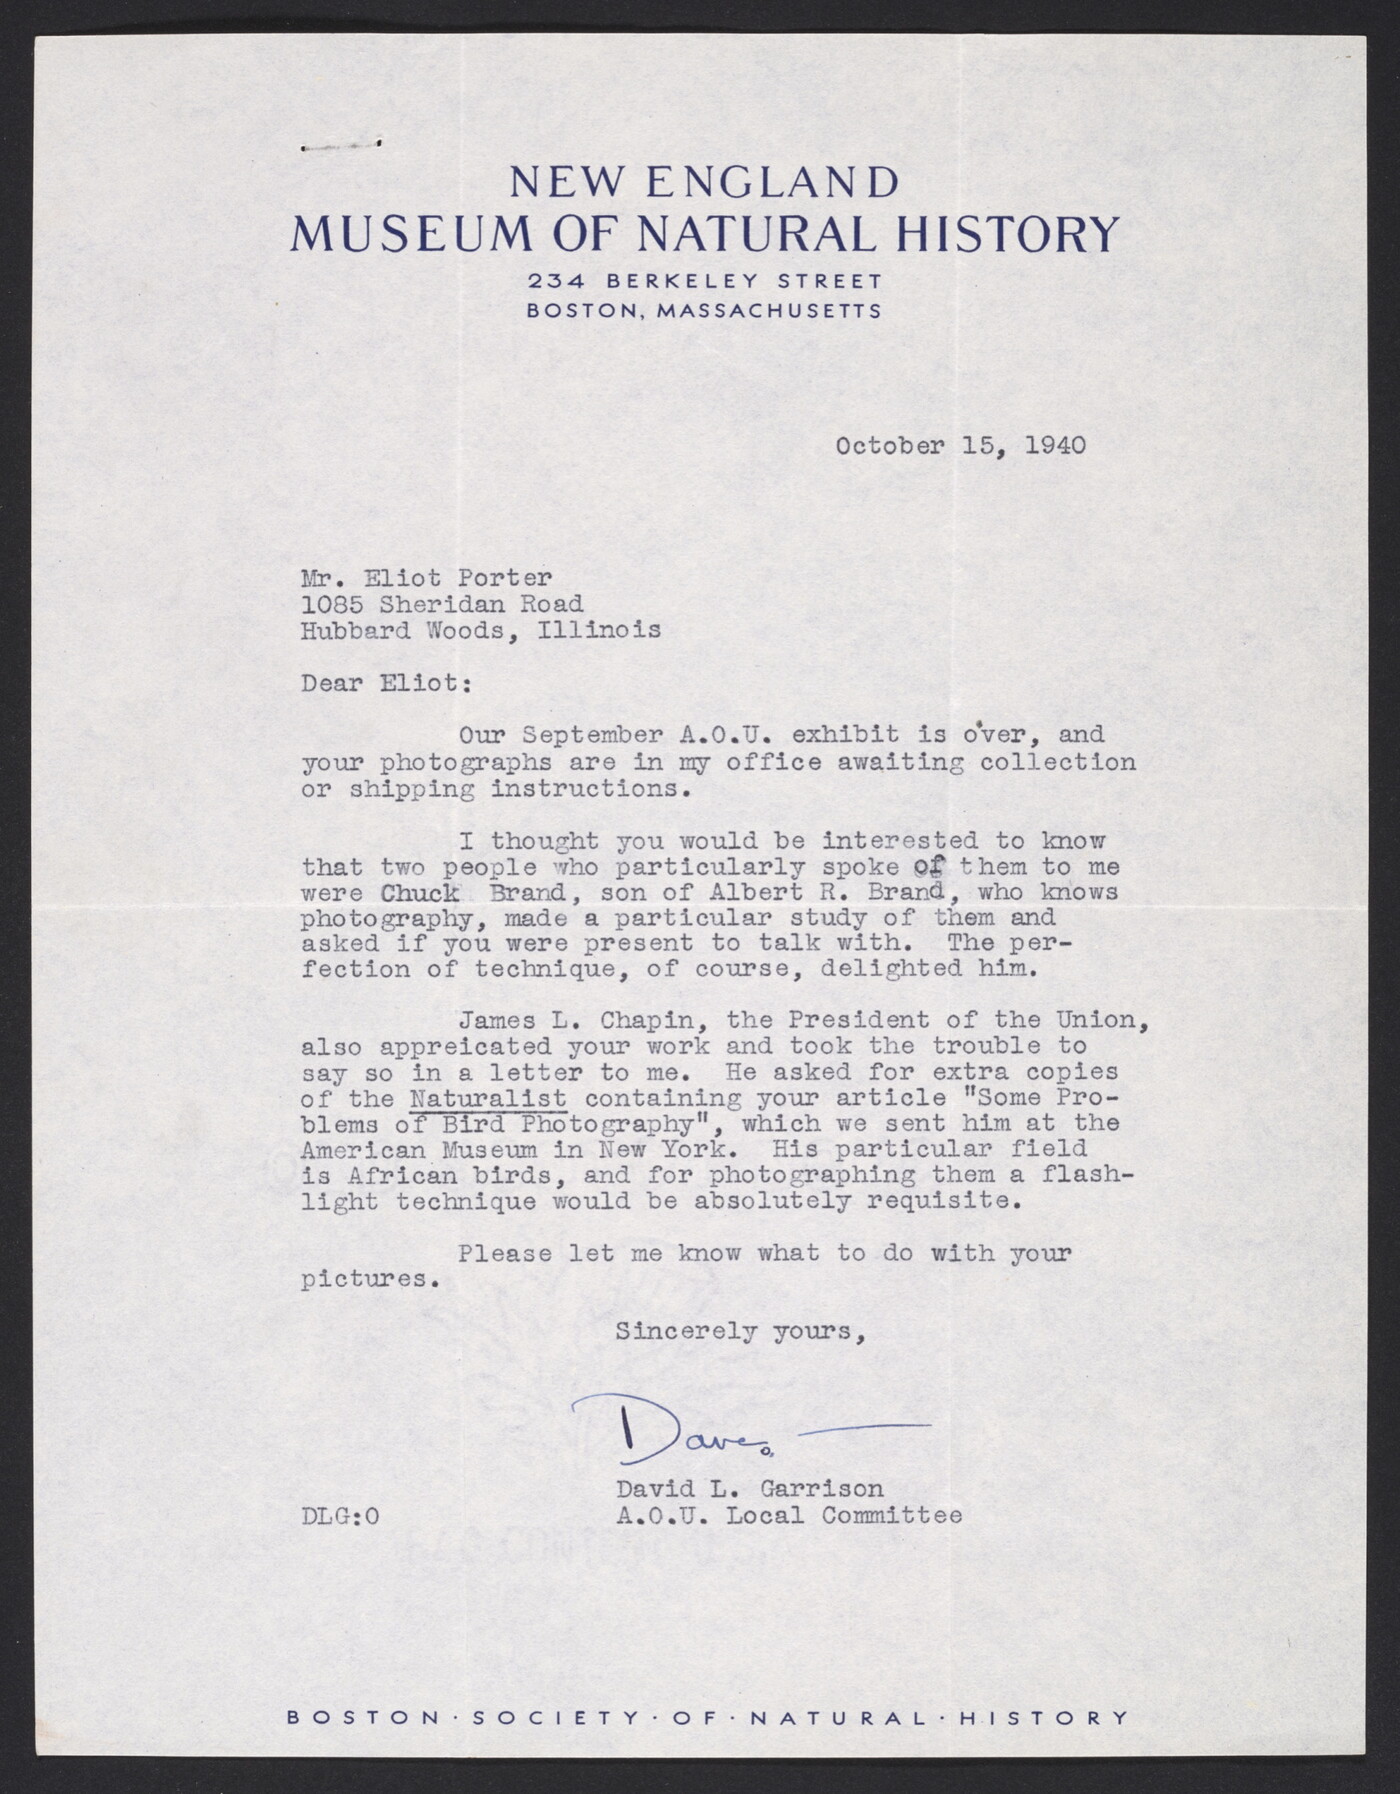 NEW ENGLAND
MUSEUM OF NATURAL HISTORY
234 BERKELEY STREET
BOSTON, MASSACHUSETTS
October 15, 1940
Mr. Eliot Porter
1085 Sheridan Road
Hubbard Woods, Illinois
Dear Eliot:
Our September A.O.U. exhibit is over, and
your photographs are in my office awaiting collection
or shipping instructions.
I thought you would be interested to know
that two people who particularly spoke of them to me
were Chuck Brand, son of Albert R. Brand, who knows
photography, made a particular study of them and
asked if you were present to talk with. The per-
fection of technique, of course, delighted him.
James L. Chapin, the President of the Union,
also appreicated your work and took the trouble to
say so in a letter to me. He asked for extra copies
of the Naturalist containing your article "Some Pro-
blems of Bird Photography", which we sent him at the
American Museum in New York. His particular field
is African birds, and for photographing them a flash-
light technique would be absolutely requisite.
Please let me know what to do with your
pictures.
Sincerely yours,
Dave
David L. Garrison
DLG:O A.O.U. Local Committee
BOSTON·SOCIETY·OF·NATURAL·HISTORY